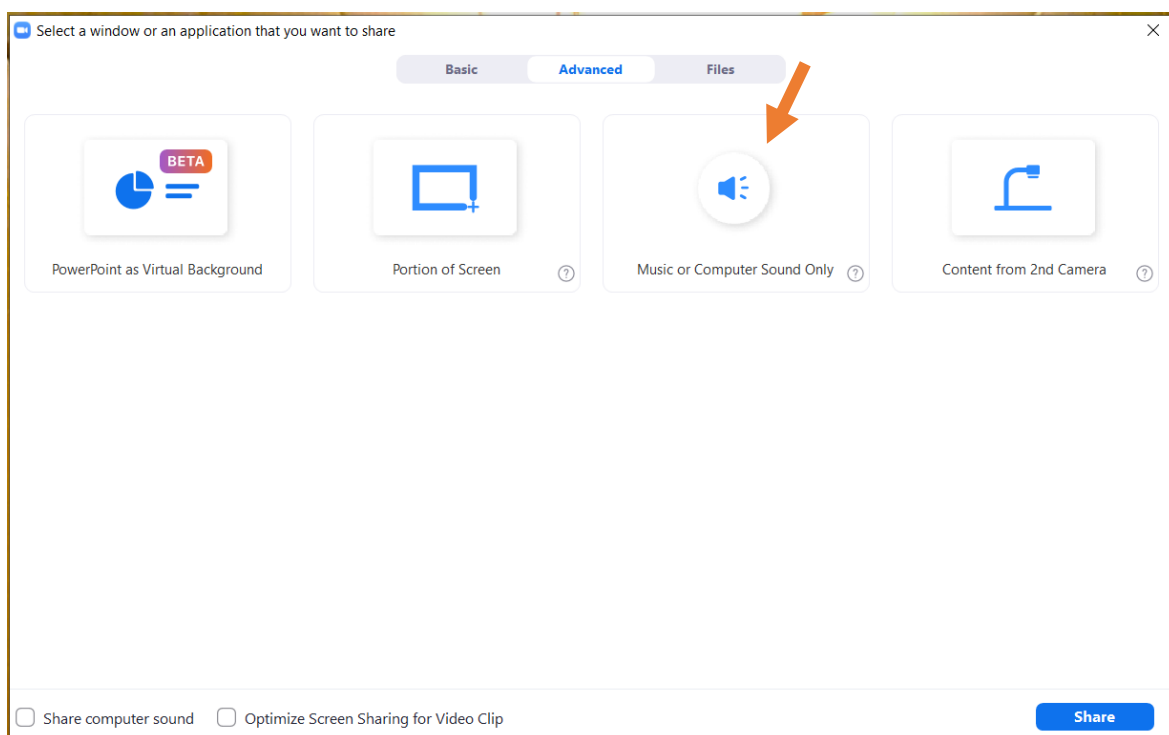 Select a window or an application that you want to share
Basic
Advanced
Files
BETA
PowerPoint as Virtual Background
Portion of Screen
?
Music or Computer Sound Only
?
Content from 2nd Camera
?
Share computer sound
Optimize Screen Sharing for Video Clip
Share